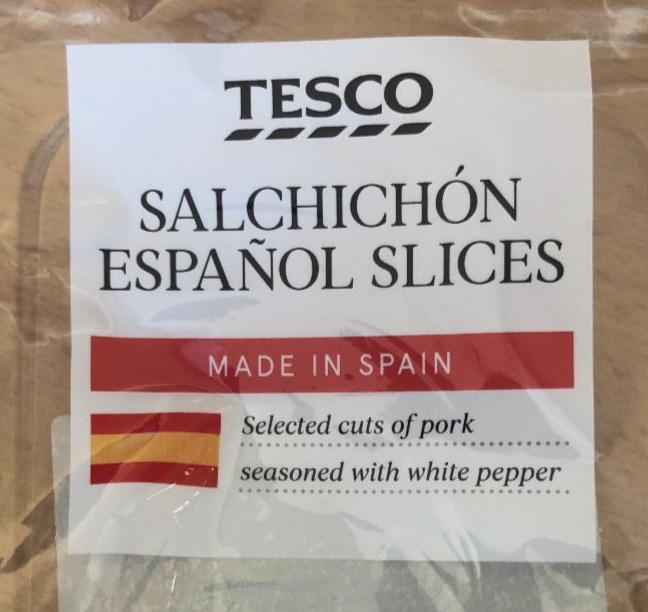 TESCO
SALCHICHÓN
ESPAÑOL SLICES
MADE IN SPAIN
Selected cuts of pork
seasoned with white pepper